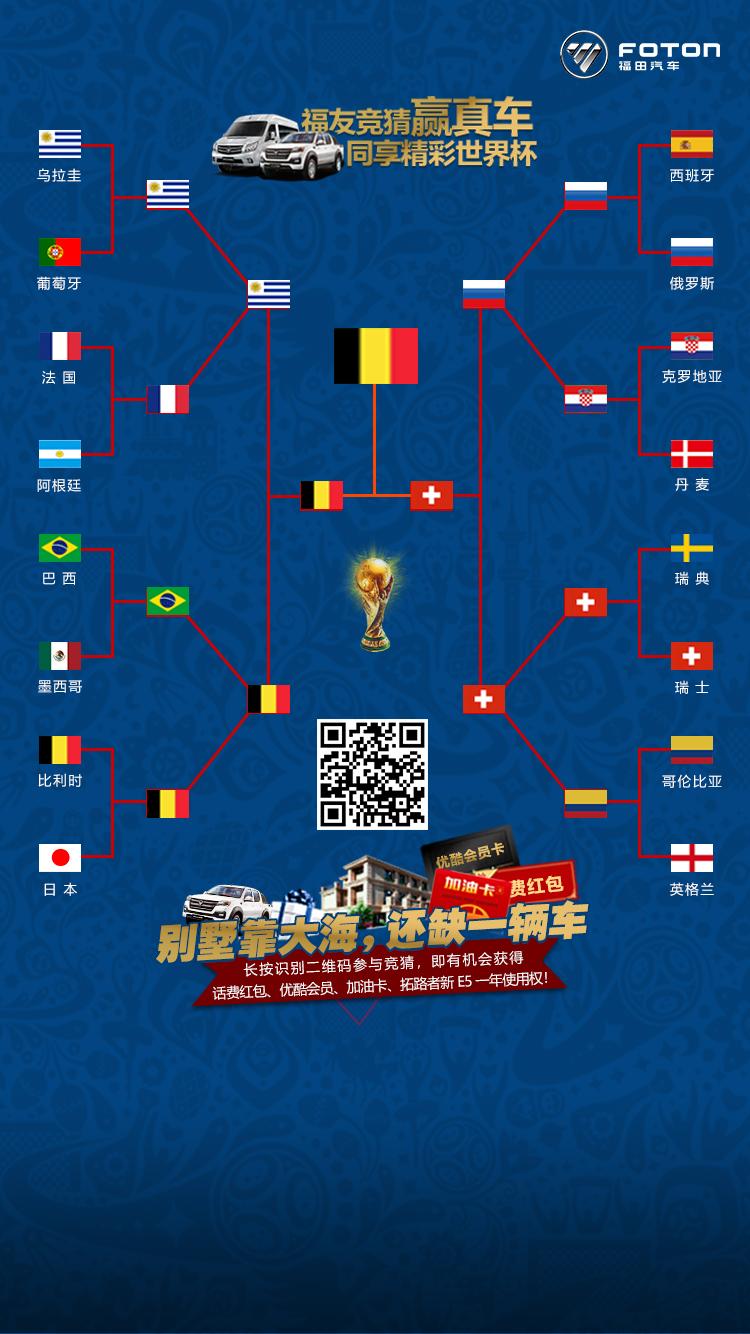 FOTON
福田汽车
福友竞猜赢真车
同享精彩世界杯
乌拉圭
西班牙
葡萄牙
俄罗斯
法 国
克罗地亚
阿根廷
丹 麦
巴 西
瑞 典
墨西哥
瑞 士
比利时
哥伦比亚
日 本
英格兰
优酷会员卡
加油卡
费红包
别墅靠大海，还缺一辆车
长按识别二维码参与竞猜，即有机会获得
话费红包、优酷会员、加油卡、拓路者新 E5 一年使用权！